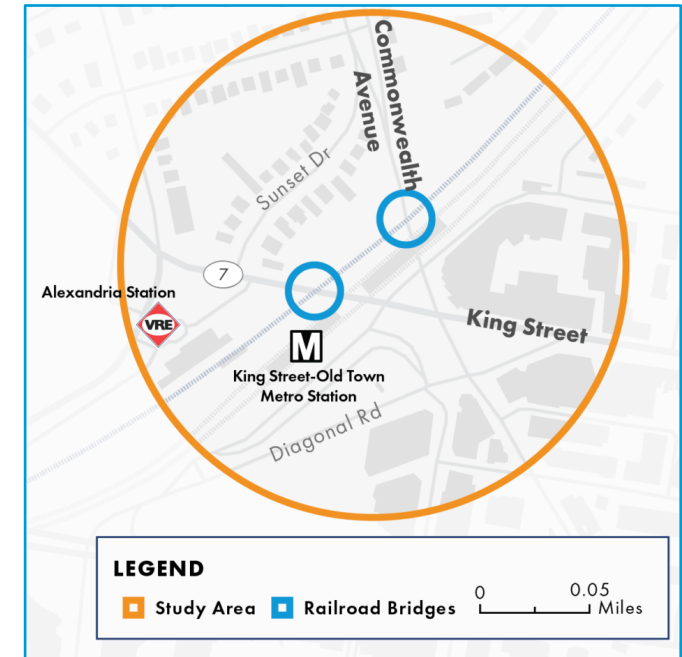 Commonwealth
Avenue
Sunset Dr
7
Alexandria Station
VRE
King Street
M
King Street-Old Town
Metro Station
Diagonal Rd
LEGEND
Study Area Railroad Bridges 0 0.05
Miles